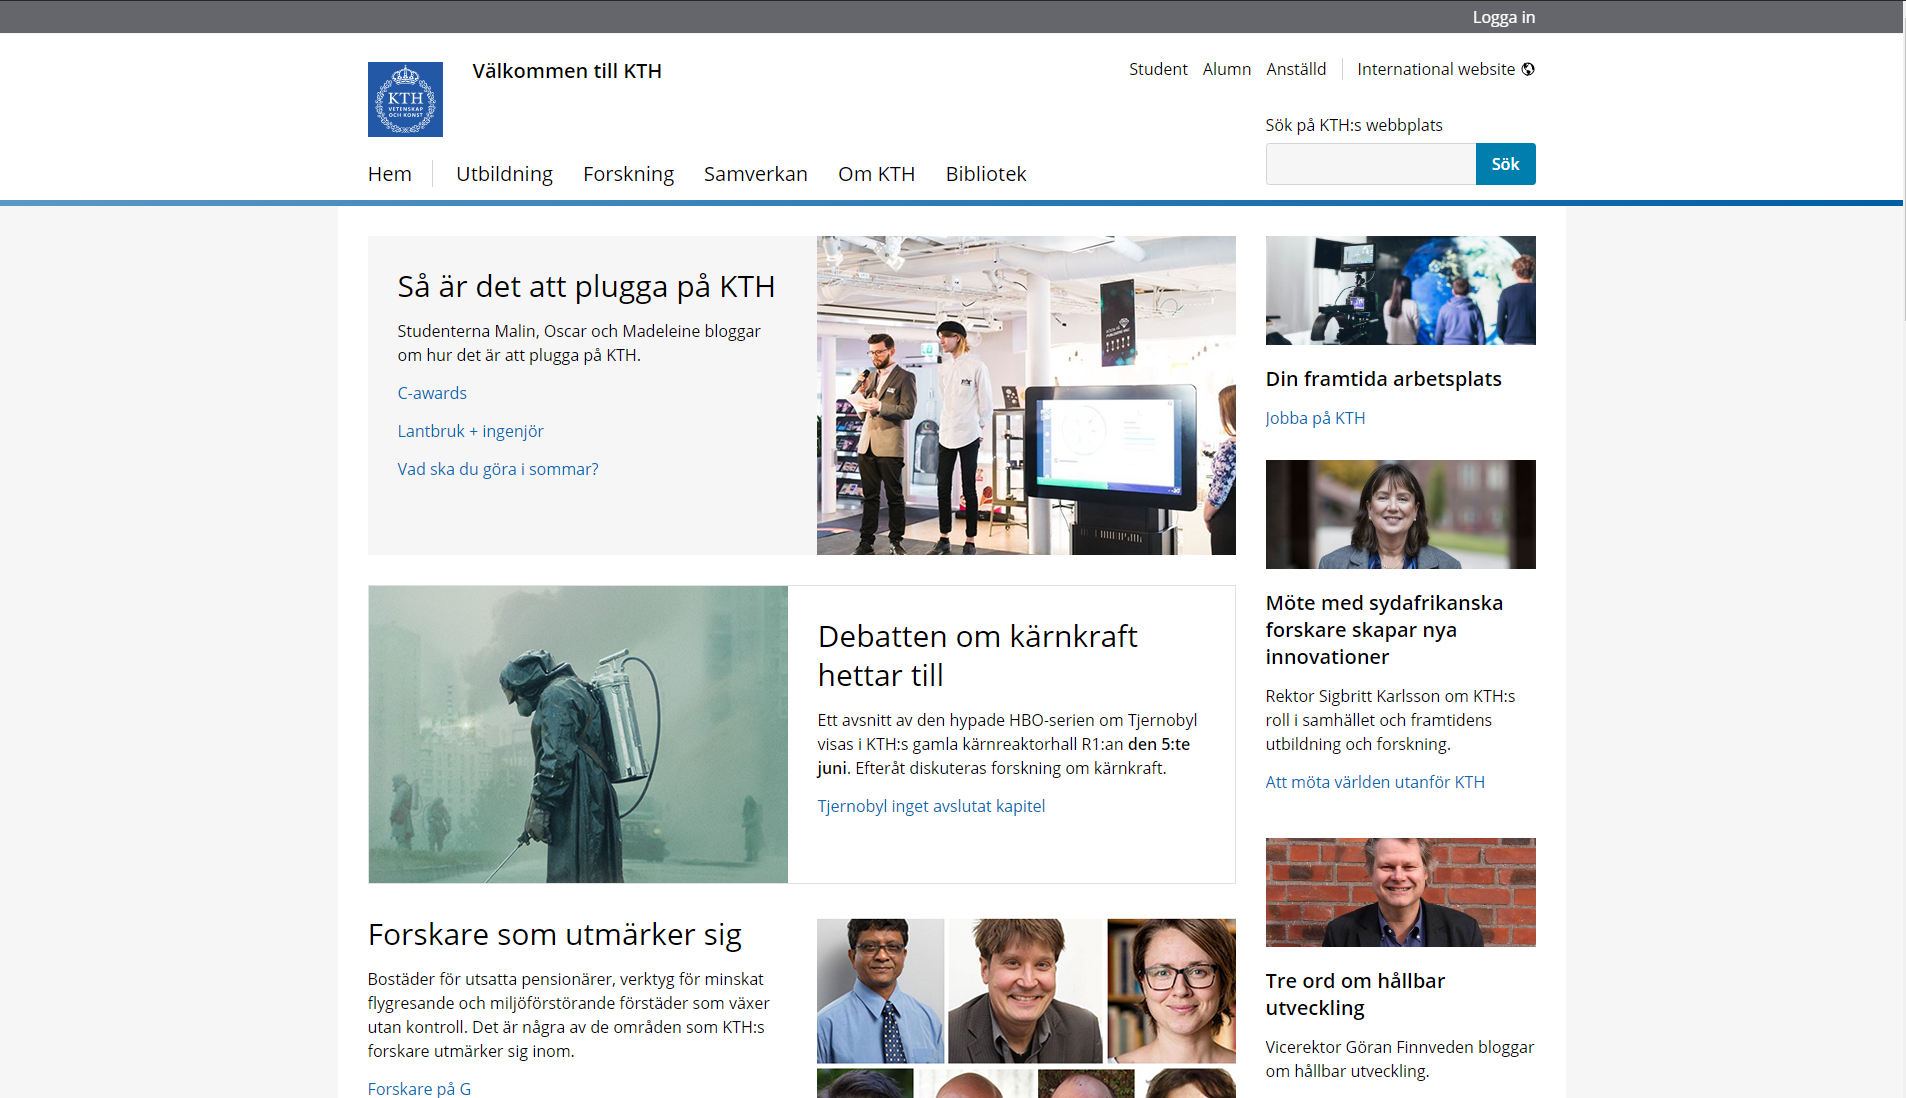 Logga in
KTH
VETENSKAP
OCH KONST
Välkommen till KTH
Student Alumn Anställd International website
Sök på KTH:s webbplats
Sök
Hem Utbildning Forskning Samverkan Om KTH Bibliotek
Så är det att plugga på KTH
Studenterna Malin, Oscar och Madeleine bloggar
om hur det är att plugga på KTH.
C-awards
Lantbruk + ingenjör
Vad ska du göra i sommar?
Debatten om kärnkraft
hettar till
Ett avsnitt av den hypade HBO-serien om Tjernobyl
visas i KTH:s gamla kärnreaktorhall R1:an den 5:te
juni. Efteråt diskuteras forskning om kärnkraft.
Tjernobyl inget avslutat kapitel
Forskare som utmärker sig
Bostäder för utsatta pensionärer, verktyg för minskat
flygresande och miljöförstörande förstäder som växer
utan kontroll. Det är några av de områden som KTH:s
forskare utmärker sig inom.
Forskare på G
Din framtida arbetsplats
Jobba på KTH
Möte med sydafrikanska
forskare skapar nya
innovationer
Rektor Sigbritt Karlsson om KTH:s
roll i samhället och framtidens
utbildning och forskning.
Att möta världen utanför KTH
Tre ord om hållbar
utveckling
Vicerektor Göran Finnveden bloggar
om hållbar utveckling.